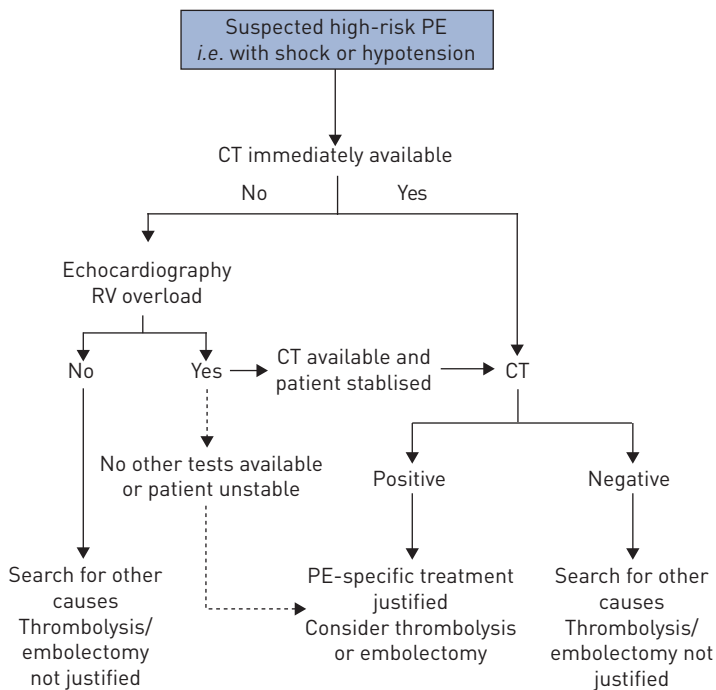 Suspected high-risk PE
i.e. with shock or hypotension
CT immediately available
No
Yes
Echocardiography
RV overload
No
Yes
CT available and
patient stablised
CT
No other tests available
or patient unstable
Positive
Negative
Search for other
causes
Thrombolysis/
embolectomy
not justified
PE-specific treatment
justified
Consider thrombolysis
or embolectomy
Search for other
causes
Thrombolysis/
embolectomy not
justified